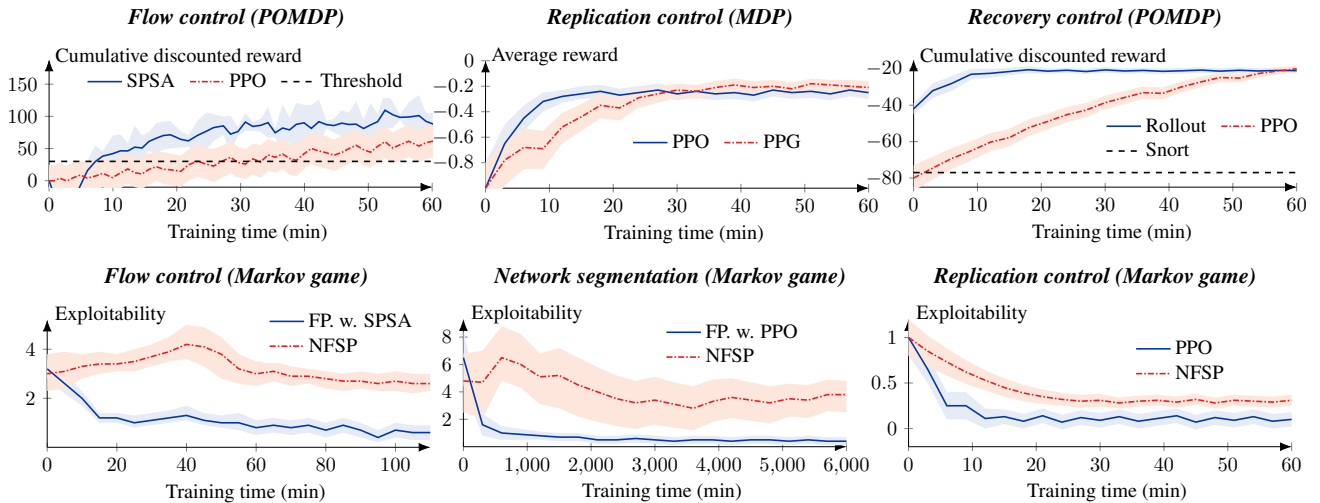 Flow control (POMDP)
Cumulative discounted reward
SPSA PPO Threshold
150
100
50
0
0 10 20 30 40 50 60
Training time (min)
Replication control (MDP)
Average reward
0
−0.2
−0.4
−0.6
−0.8
PPO PPG
0 10 20 30 40 50 60
Training time (min)
Recovery control (POMDP)
Cumulative discounted reward
−20
−40
−60
−80
Rollout PPO
Snort
0 10 20 30 40 50 60
Training time (min)
Flow control (Markov game)
Exploitability
FP. w. SPSA
NFSP
4
2
0 20 40 60 80 100
Training time (min)
Network segmentation (Markov game)
Exploitability
FP. w. PPO
NFSP
8
6
4
2
0 1,000 2,000 3,000 4,000 5,000 6,000
Training time (min)
Replication control (Markov game)
Exploitability
PPO
NFSP
1
0.5
0
0 10 20 30 40 50 60
Training time (min)